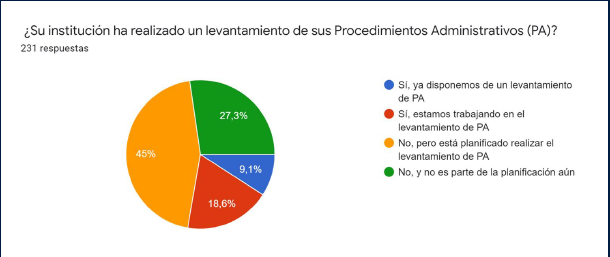 ¿Su institución ha realizado un levantamiento de sus Procedimientos Administrativos (PA)?
231 respuestas
Sí, ya disponemos de un levantamiento
de PA
Sí, estamos trabajando en el
levantamiento de PA
No, pero está planificado realizar el
levantamiento de PA
No, y no es parte de la planificación aún
27,3%
45%
9,1%
18,6%